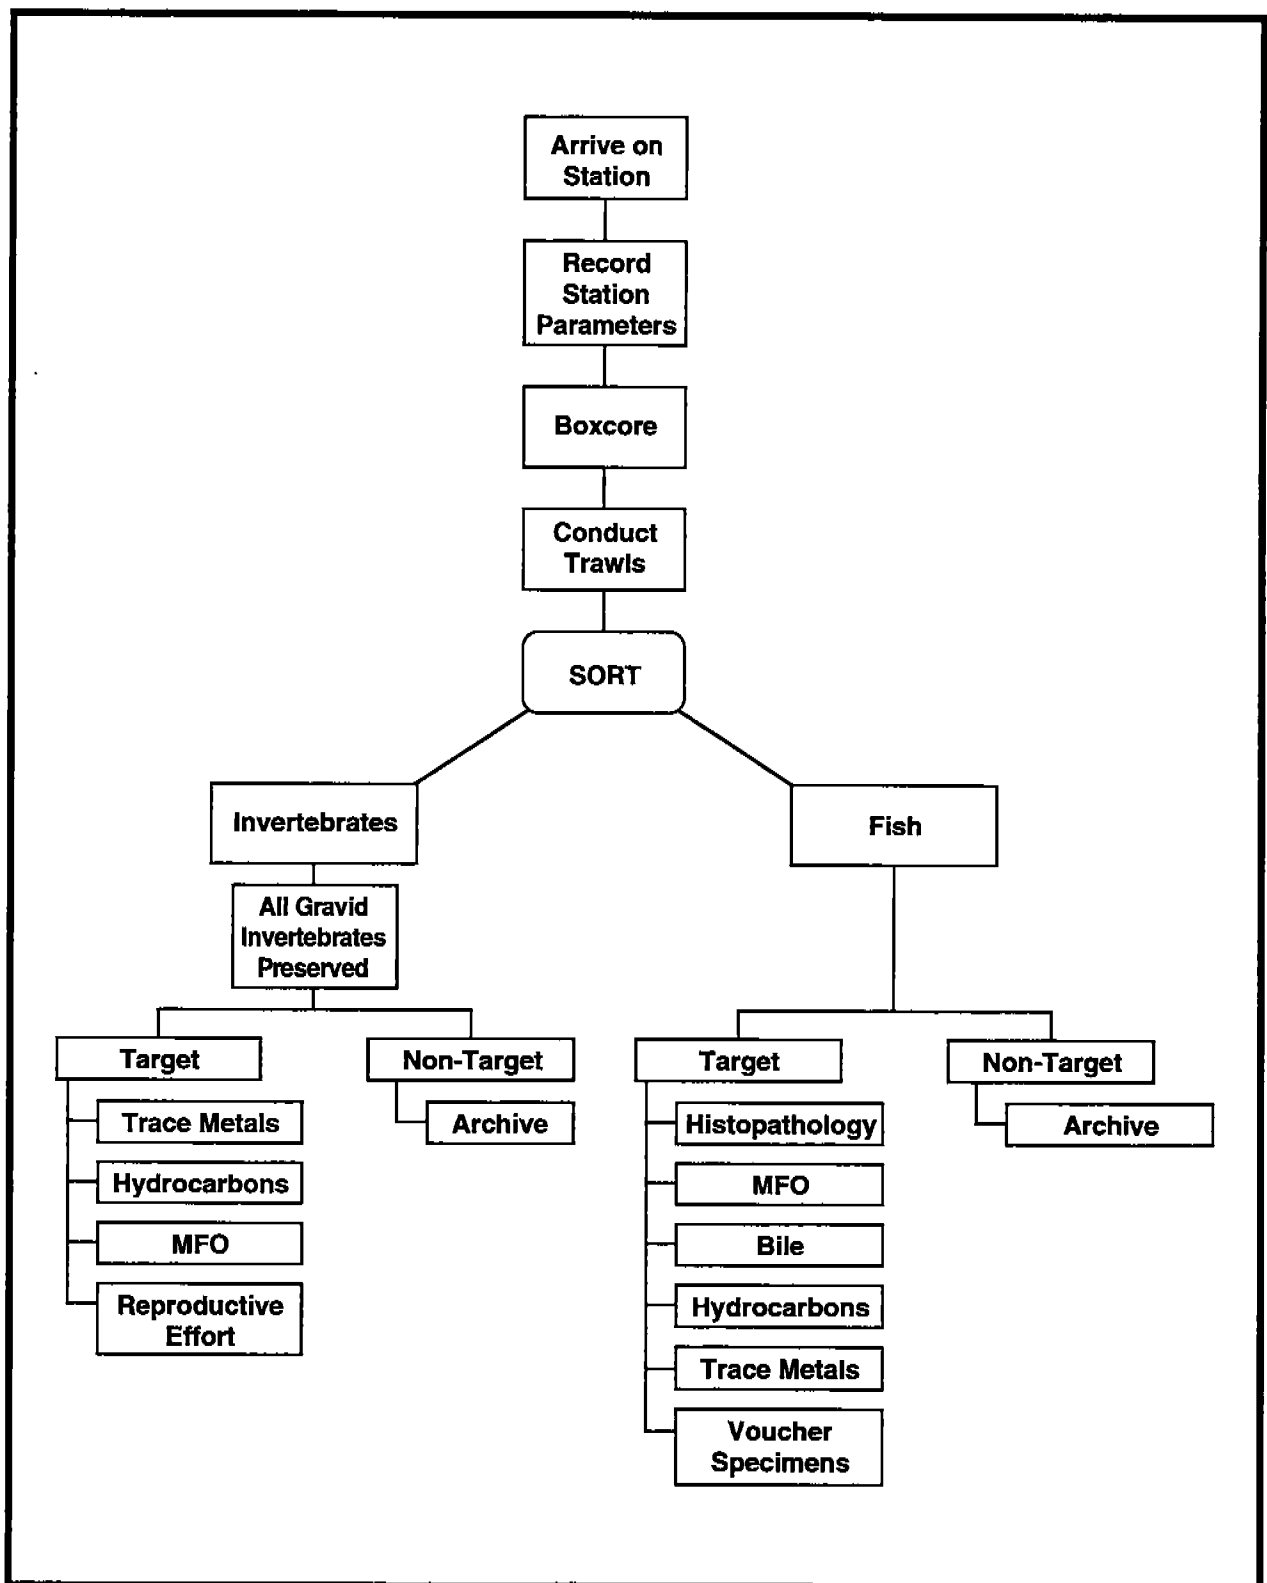 Arrive on
Station
Record
Station
Parameters
Boxcore
Conduct
Trawls
SORT
Invertebrates
All Gravid
Invertebrates
Preserved
Target
Trace Metals
Hydrocarbons
MFO
Reproductive
Effort
Non-Target
Archive
Fish
Target
Histopathology
MFO
Bile
Hydrocarbons
Trace Metals
Voucher
Specimens
Non-Target
Archive